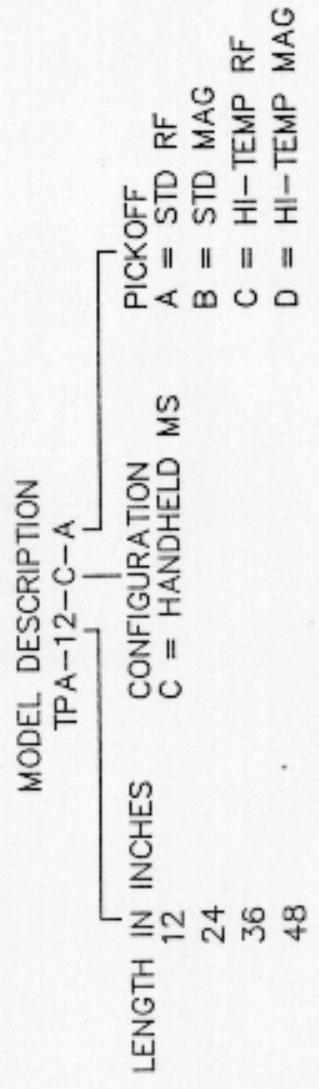 MODEL DESCRIPTION
TPA-12-C-A
LENGTH IN INCHES
12
24
36
48
CONFIGURATION
C = HANDHELD MS
PICKOFF
A = STD RF
B = STD MAG
C = HI-TEMP RF
D = HI-TEMP MAG